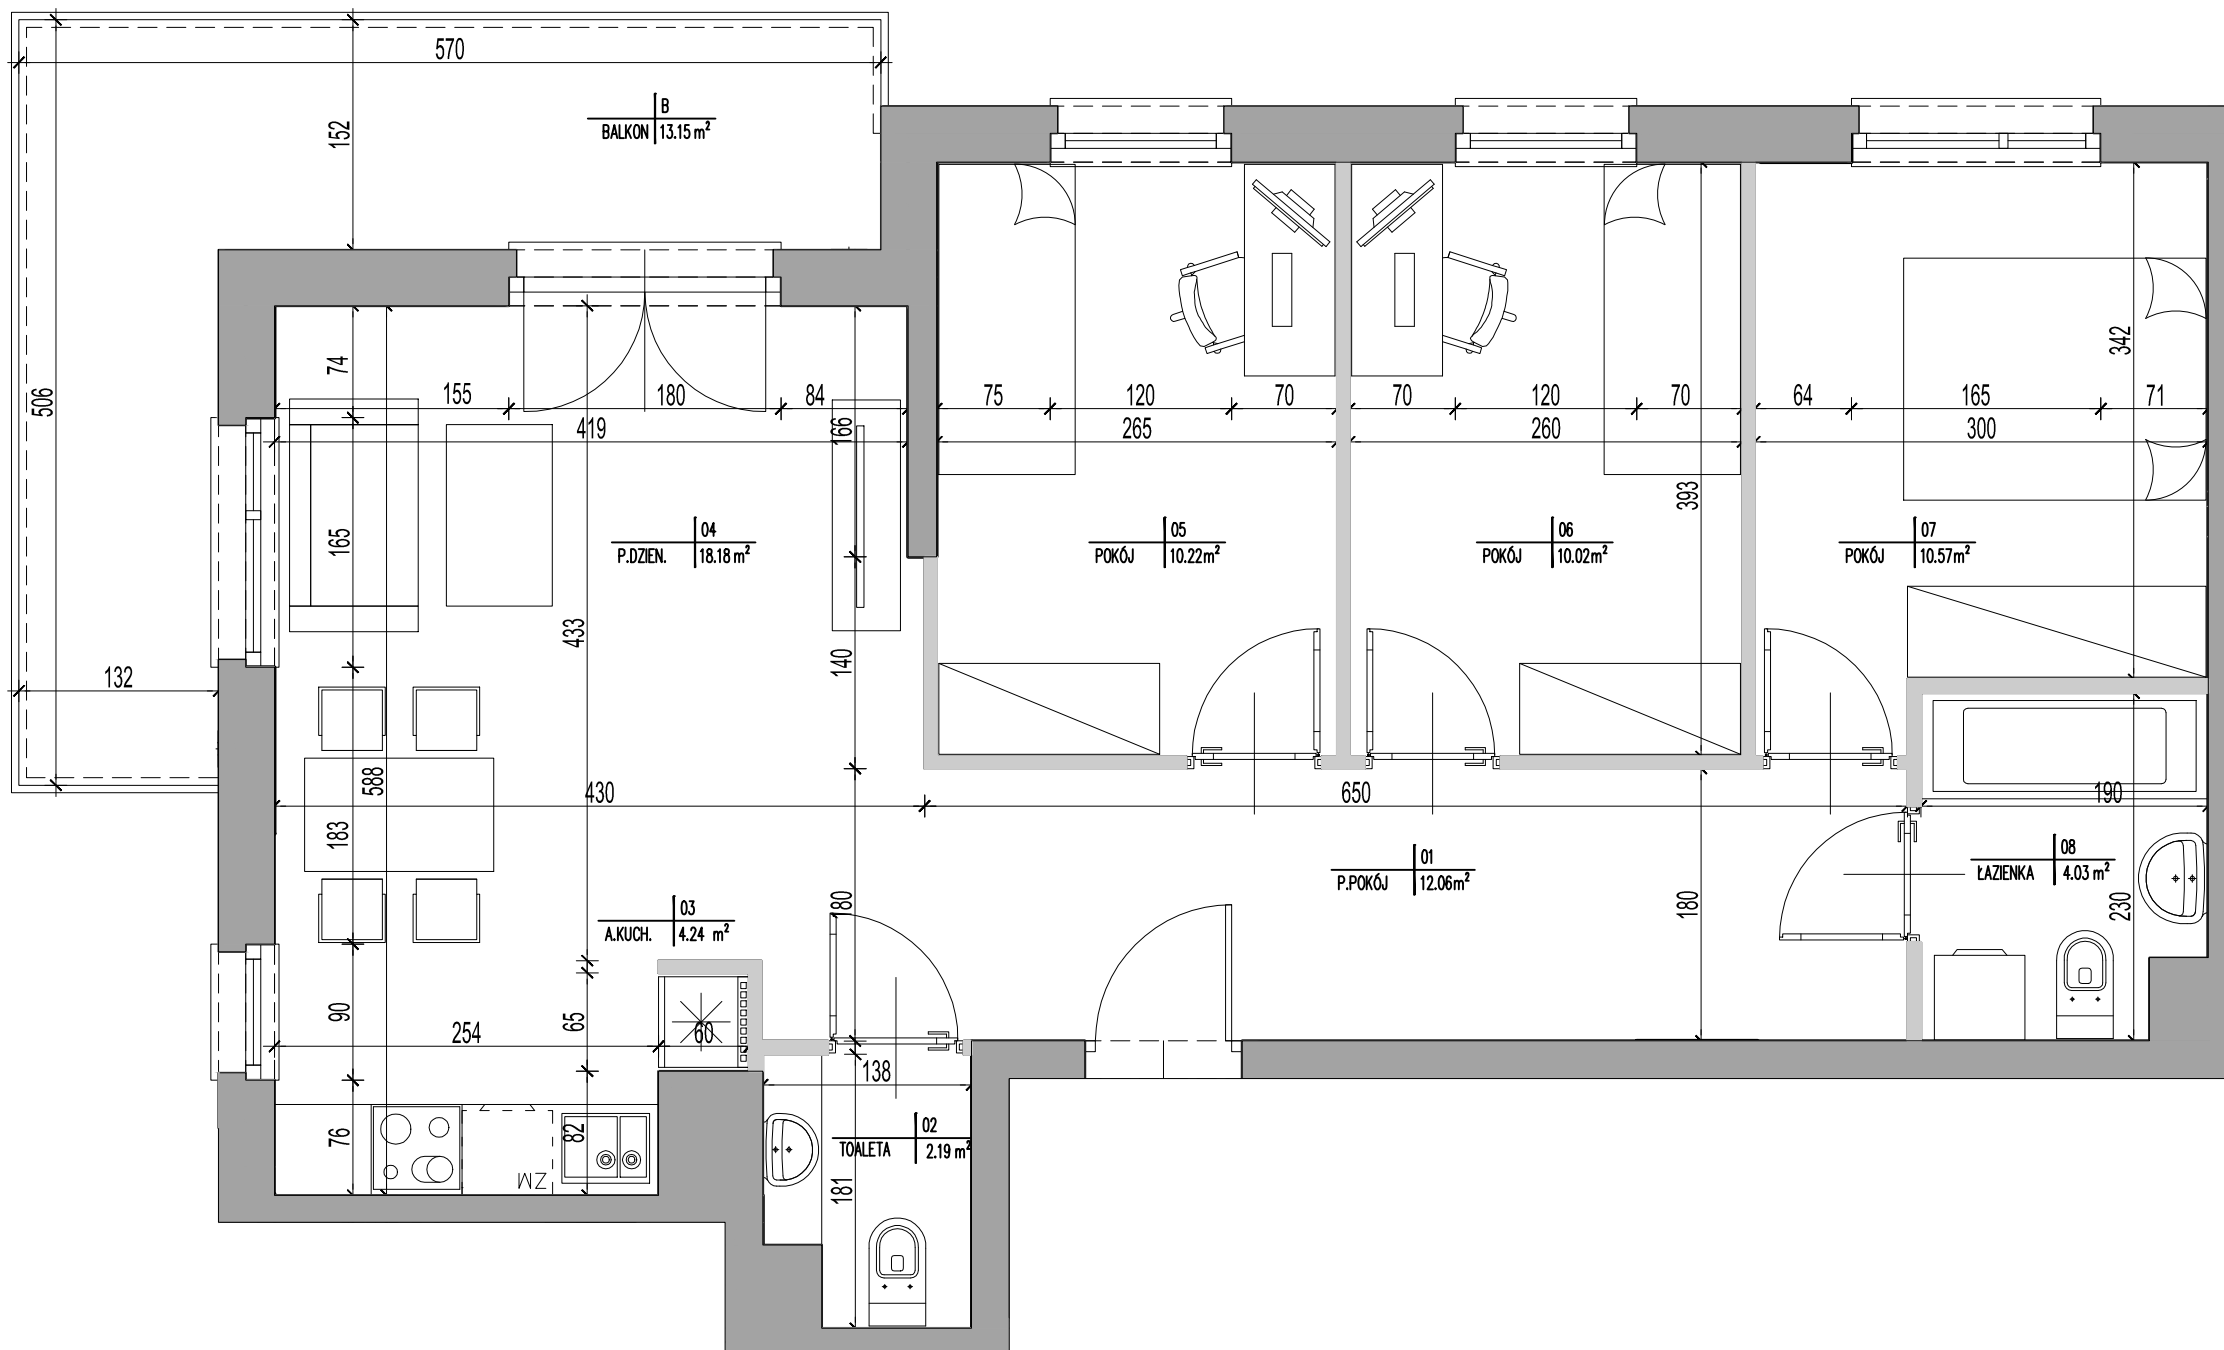 570
152
B
BALKON 13.15 m²
506
132
74
155 180 84
419
166
165
04
P.DZIEN. 18.18 m²
433
140
588
430
183
180
03
A.KUCH. 4.24 m²
90
254
65
60
76
82
ZM
138
02
TOALETA 2.19 m²
181
75 120 70
265
05
POKÓJ 10.22m²
70 120 70
260
393
06
POKÓJ 10.02m²
64 165 71
300
342
07
POKÓJ 10.57m²
650
190
01
P.POKÓJ 12.06m²
180
08
ŁAZIENKA 4.03 m²
230